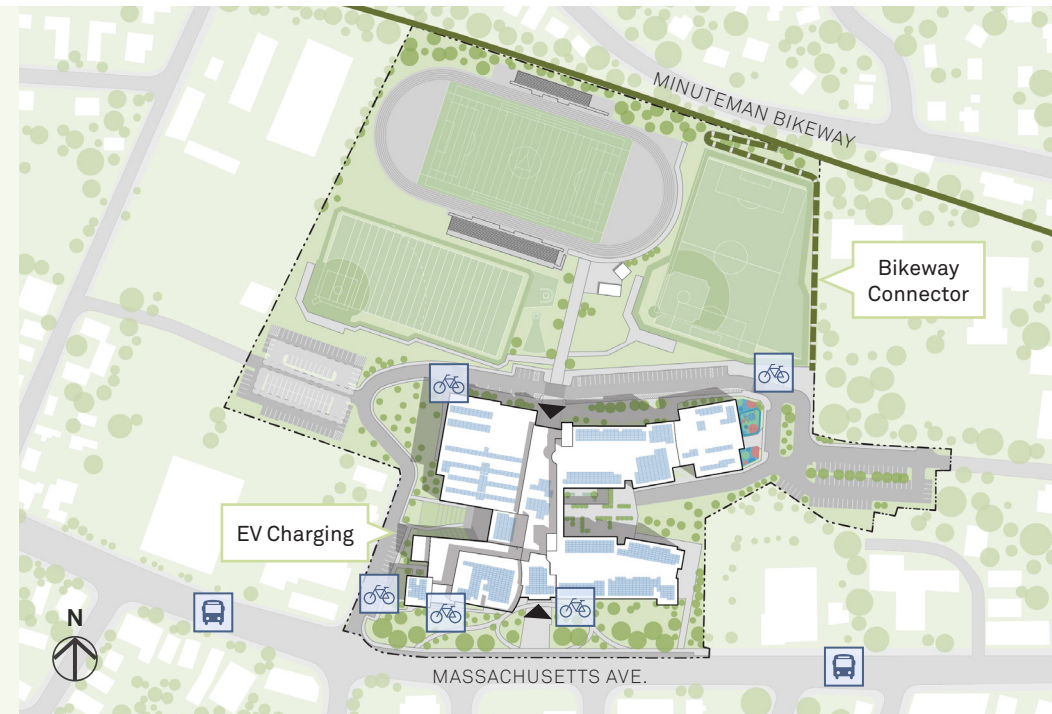 MINUTEMAN BIKEWAY
Bikeway
Connector
EV Charging
N
MASSACHUSETTS AVE.